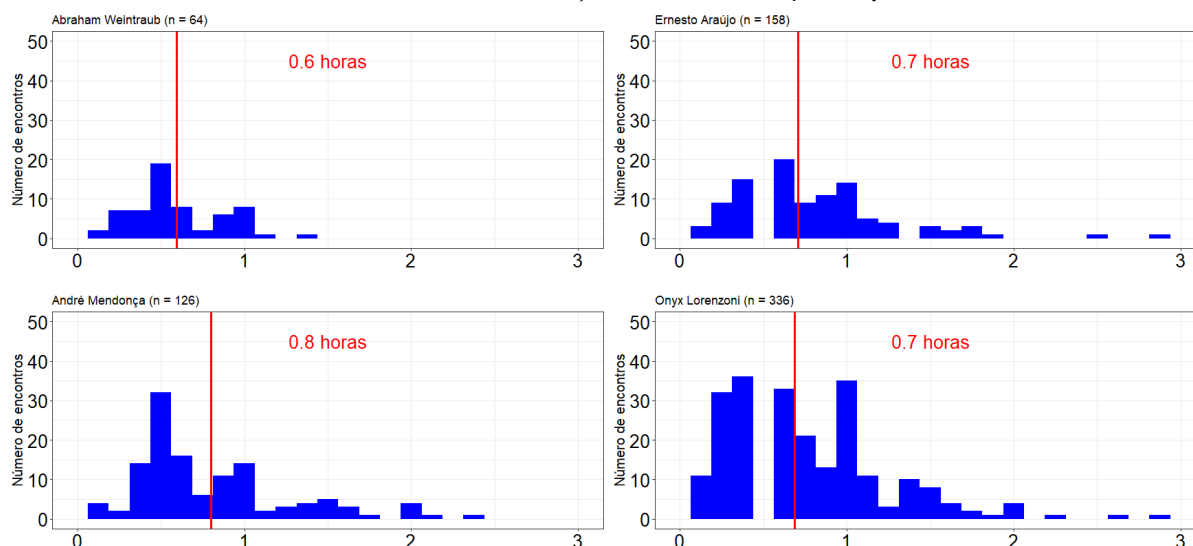 Abraham Weintraub (n = 64)
50
40
30
20
10
0
Número de encontros
0.6 horas
0 1 2 3
Ernesto Araújo (n = 158)
50
40
30
20
10
0
Número de encontros
0.7 horas
0 1 2 3
André Mendonça (n = 126)
50
40
30
20
10
0
Número de encontros
0.8 horas
0 1 2 3
Onyx Lorenzoni (n = 336)
50
40
30
20
10
0
Número de encontros
0.7 horas
0 1 2 3